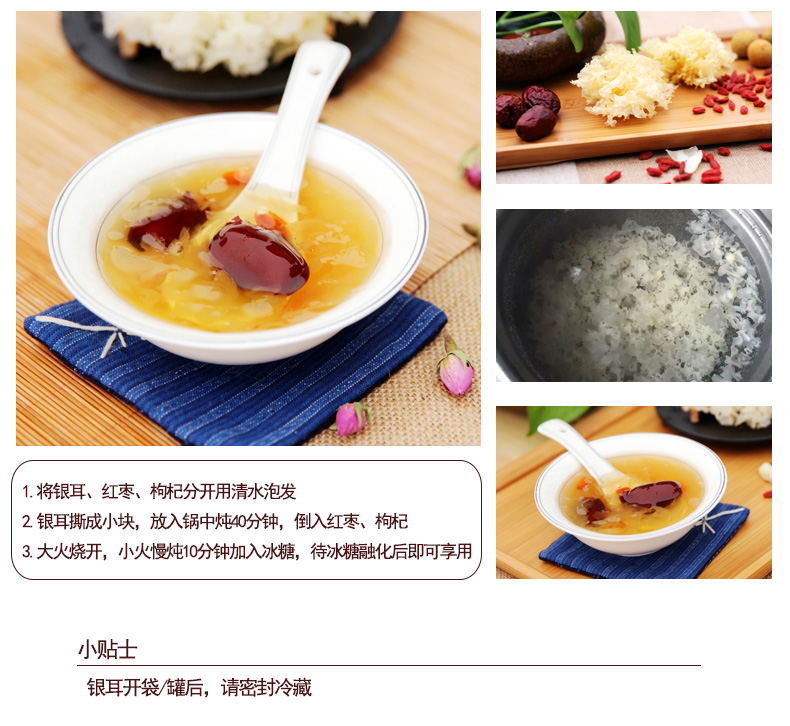 1.将银耳、红枣、枸杞分开用清水泡发
2.银耳撕成小块，放入锅中炖40分钟，倒入红枣、枸杞
3.大火烧开，小火慢炖10分钟加入冰糖，待冰糖融化后即可享用
小贴士
银耳开袋/罐后，请密封冷藏